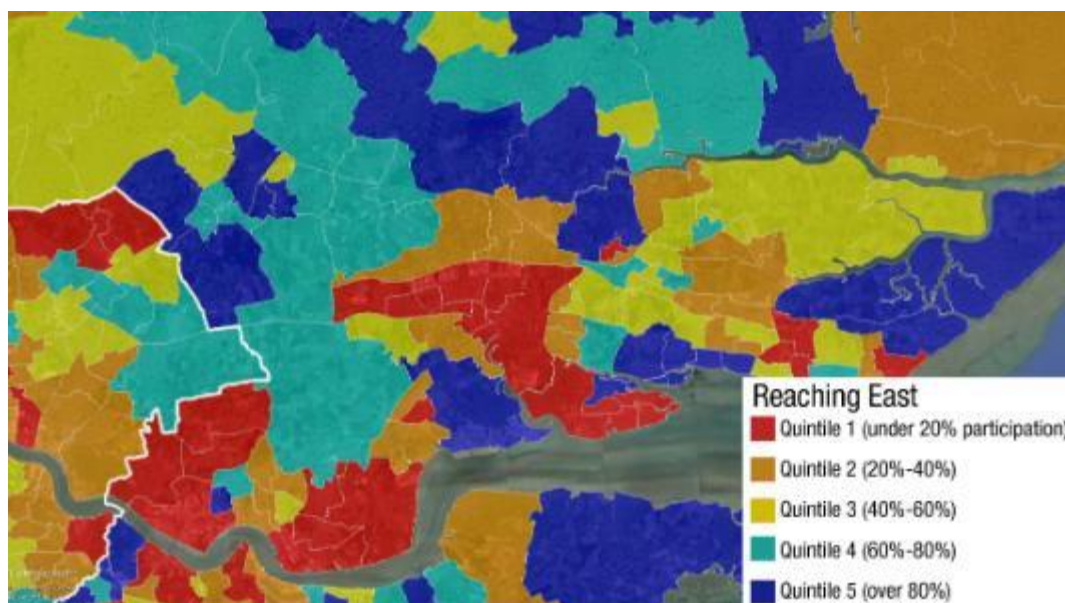 Reaching East
Quintile 1 (under 20% participation)
Quintile 2 (20%-40%)
Quintile 3 (40%-60%)
Quintile 4 (60%-80%)
Quintile 5 (over 80%)